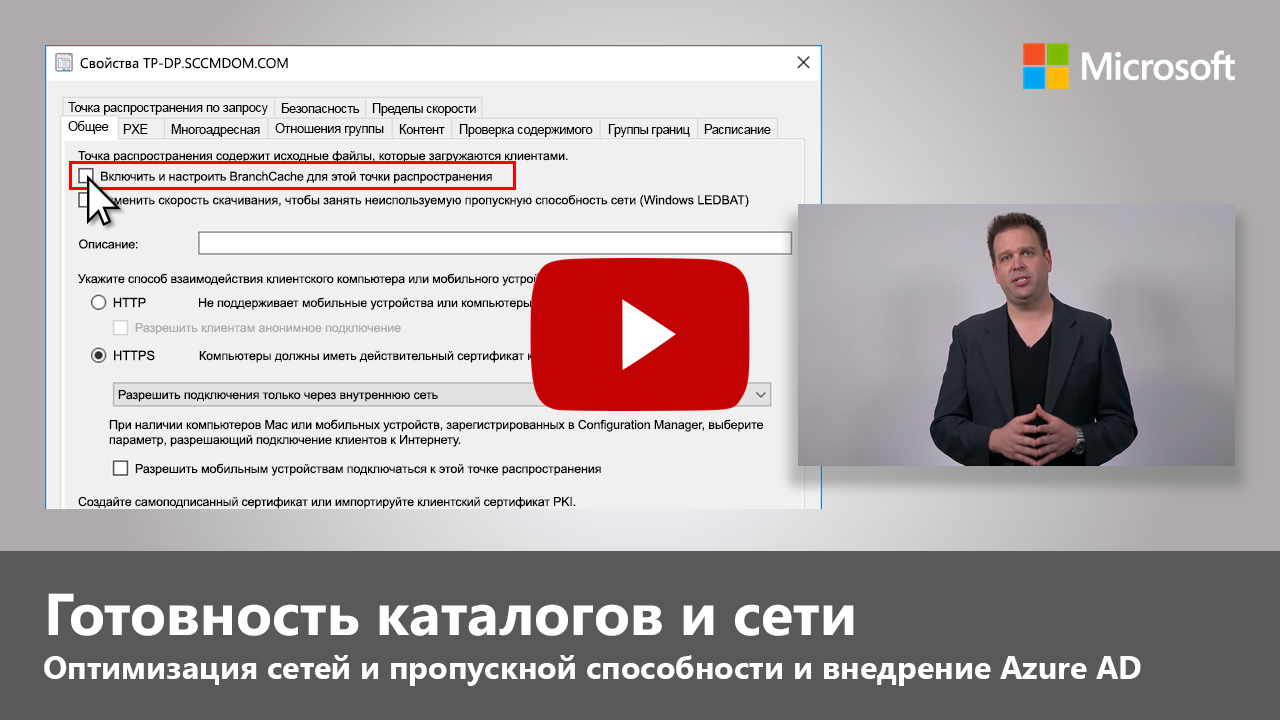 Свойства TP-DP.SCCMDOM.COM
Microsoft
Точка распространения по запросу Безопасность Пределы скорости
Общее PXE Многоадресная Отношения группы Контент Проверка содержимого Группы границ Расписание
Точка распространения содержит исходные файлы, которые загружаются клиентами.
Включить и настроить BranchCache для этой точки распространения
скорость скачивания, чтобы занять неиспользуемую пропускную способность сети (Windows LEDBAT)
Описание:
Укажите способ взаимодействия клиентского компьютера или мобильного
HTTP Не поддерживает мобильные устройства или компьютеры
Разрешить клиентам анонимное подключение
HTTPS Компьютеры должны иметь действительный сертификат
Разрешить подключения только через внутреннюю сеть
При наличии компьютеров Mac или мобильных устройств, зарегистрированных в Configuration Manager, выберите
параметр, разрешающий подключение клиентов к Интернету.
Разрешить мобильным устройствам подключаться к этой точке распространения
Создайте самоподписанный сертификат или импортируйте клиентский сертификат PKI.
Готовность каталогов и сети
Оптимизация сетей и пропускной способности и внедрение Azure AD